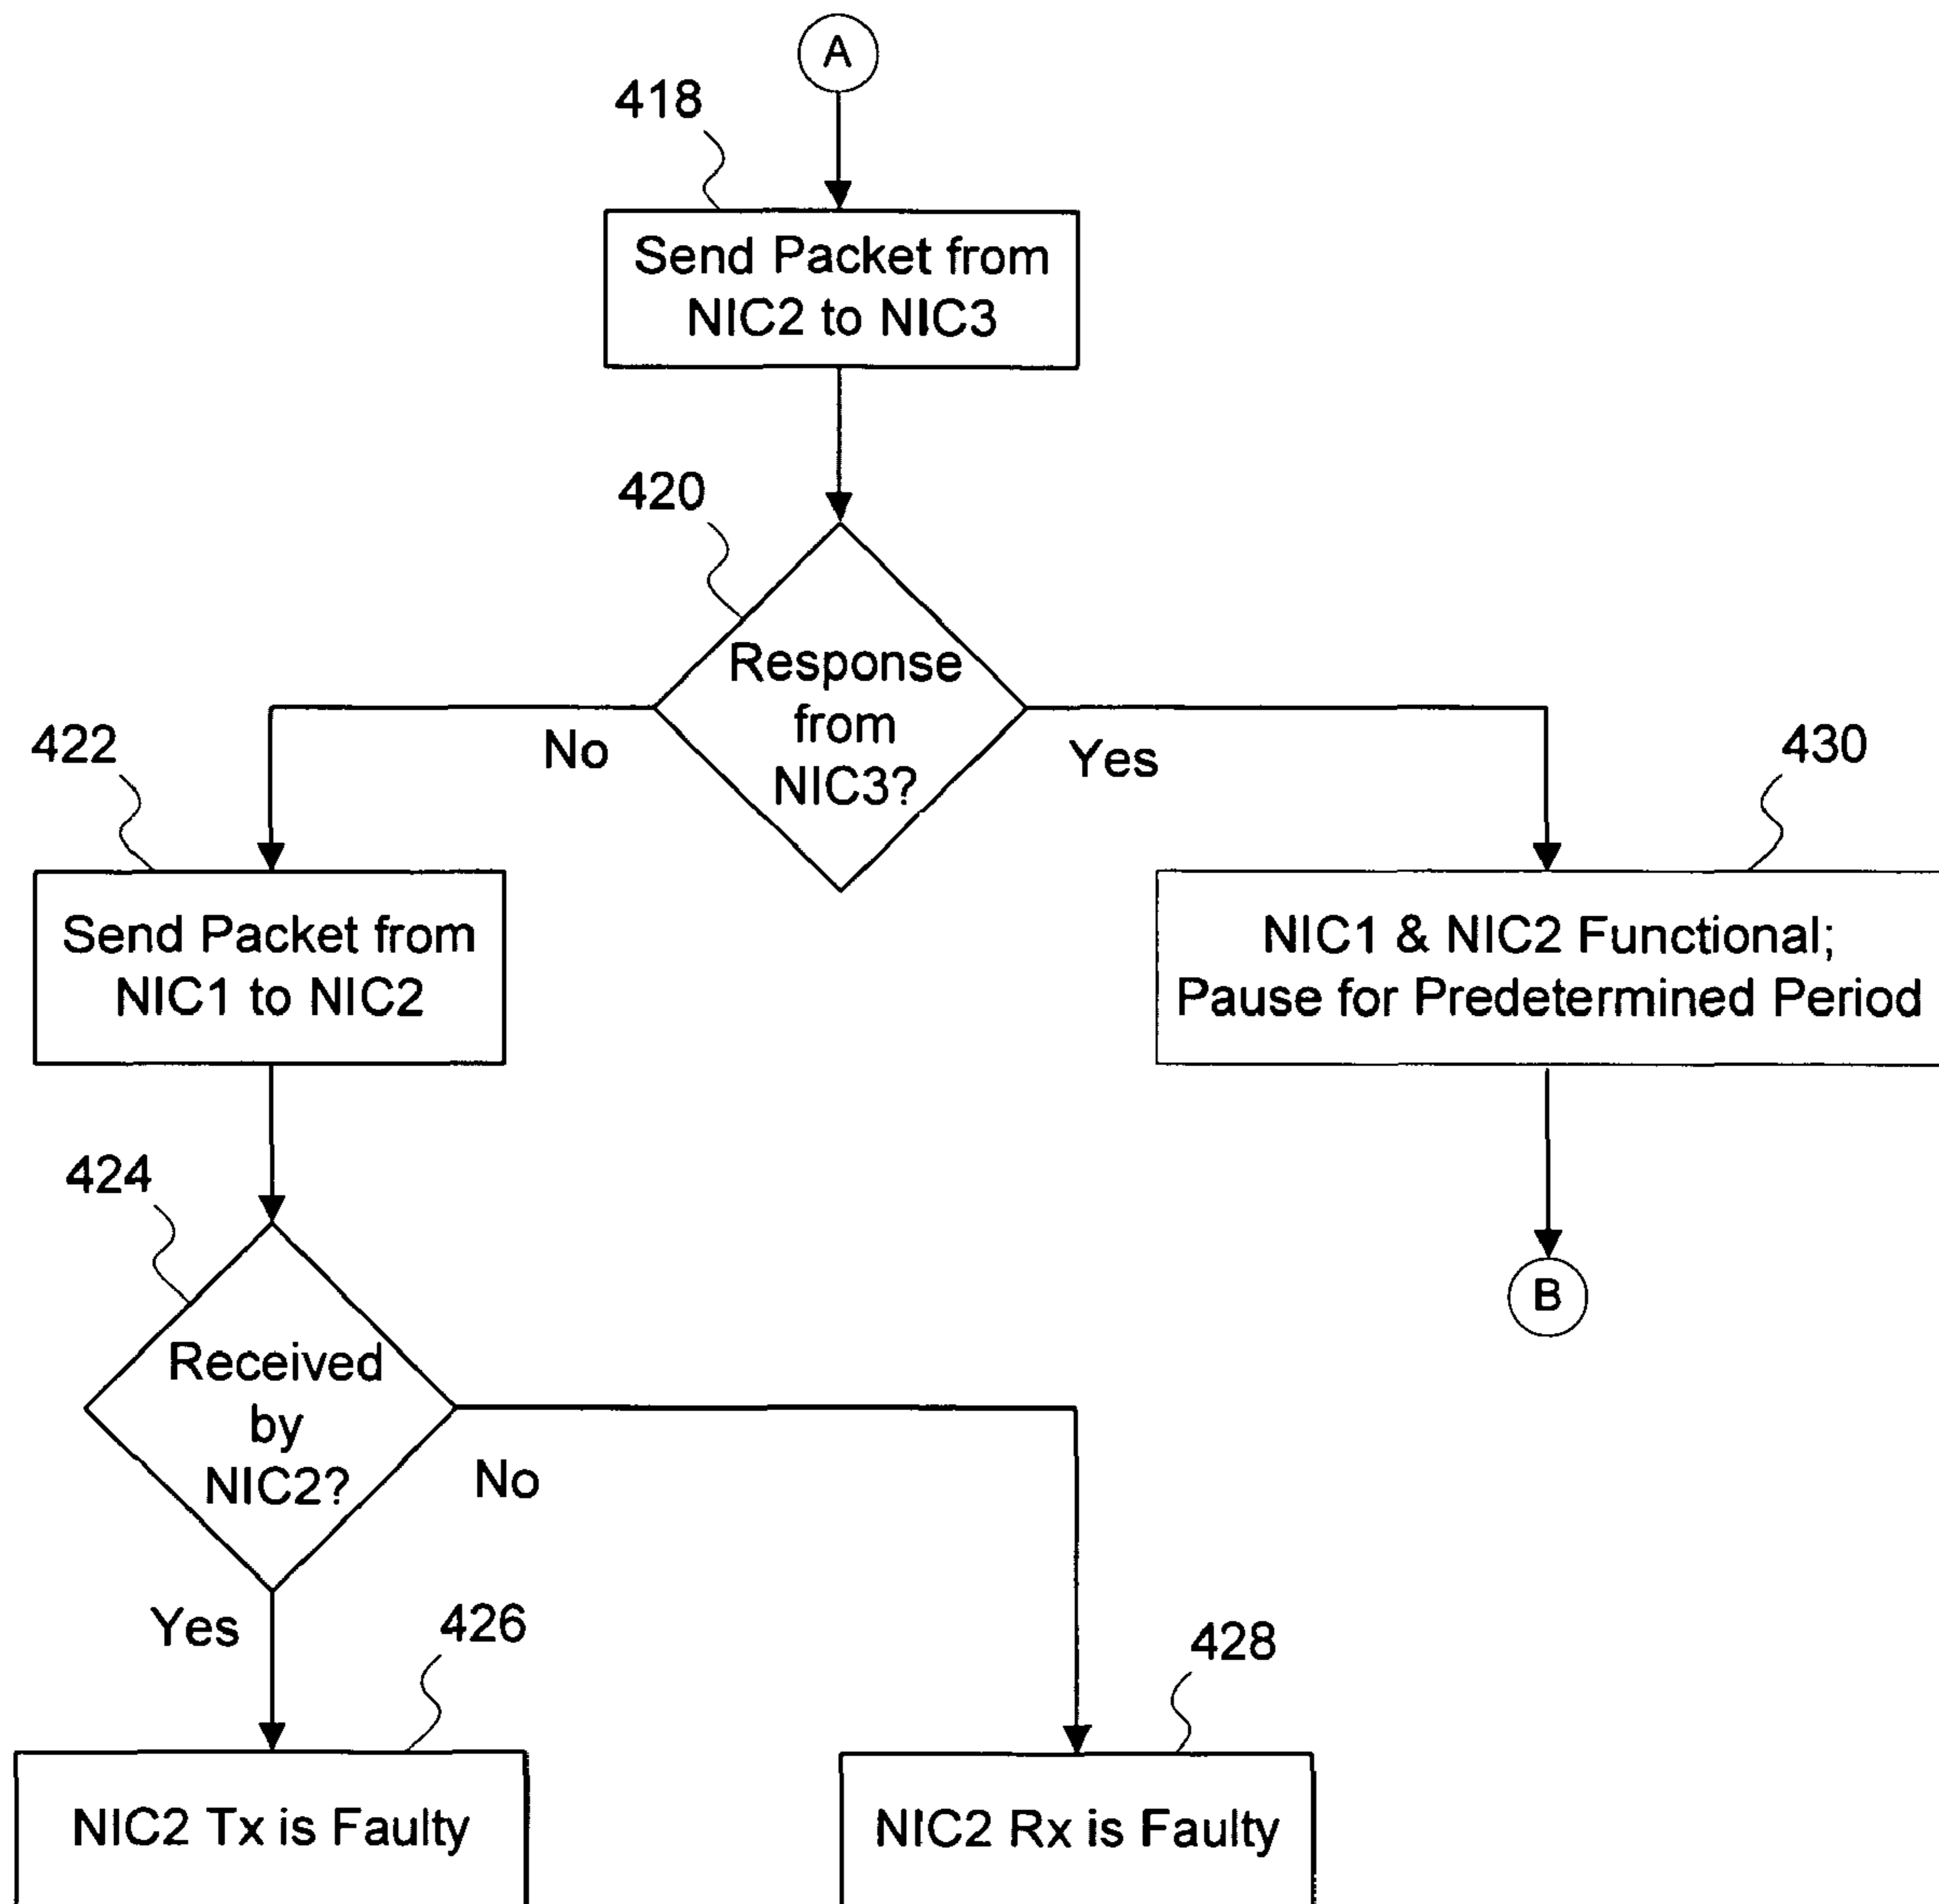 A
418
Send Packet from
NIC2 to NIC3
420
Response
from
NIC3?
No
Yes
422
430
Send Packet from
NIC1 to NIC2
NIC1 & NIC2 Functional;
Pause for Predetermined Period
424
B
Received
by
NIC2?
No
Yes
426
428
NIC2 Tx is Faulty
NIC2 Rx is Faulty